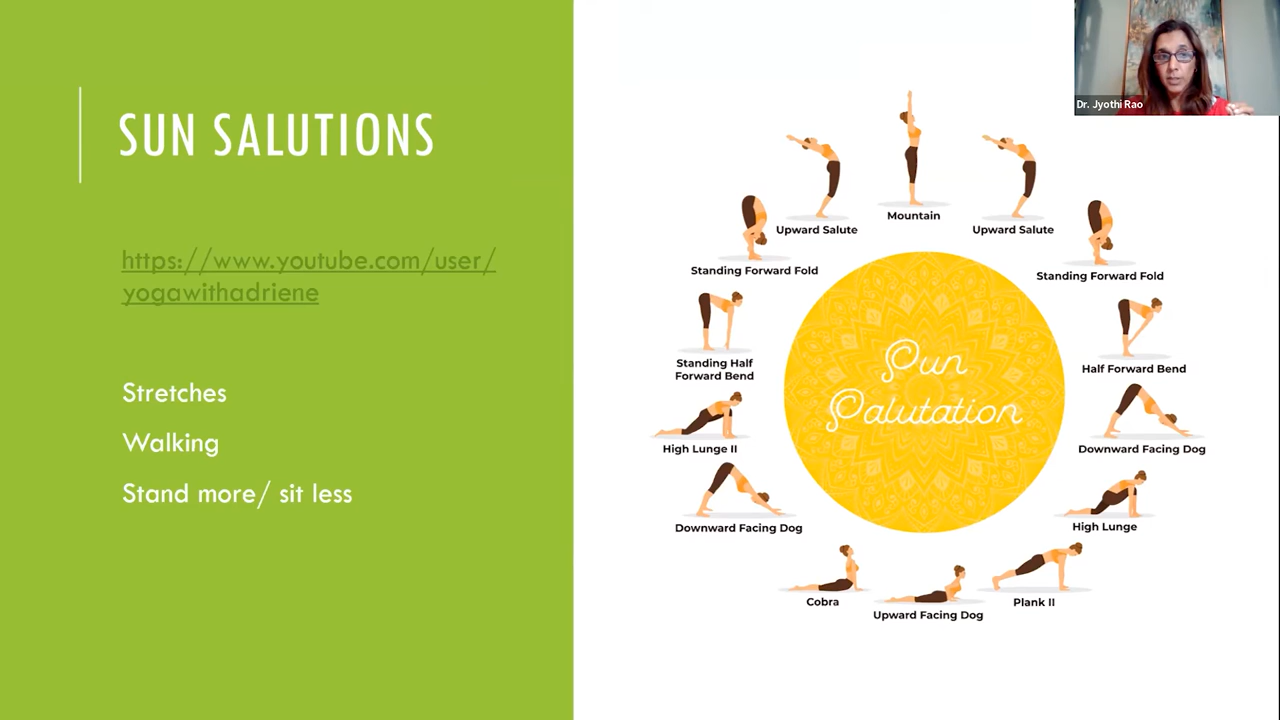 SUN SALUTIONS
https://www.youtube.com/user/
yogawithadriene
Stretches
Walking
Stand more/ sit less
Dr. Jyothi Rao
Mountain
Upward Salute
Upward Salute
Standing Forward Fold
Standing Forward Fold
Standing Half
Forward Bend
Half Forward Bend
High Lunge II
Downward Facing Dog
Downward Facing Dog
High Lunge
Cobra
Upward Facing Dog
Plank II
Sun
Salutation